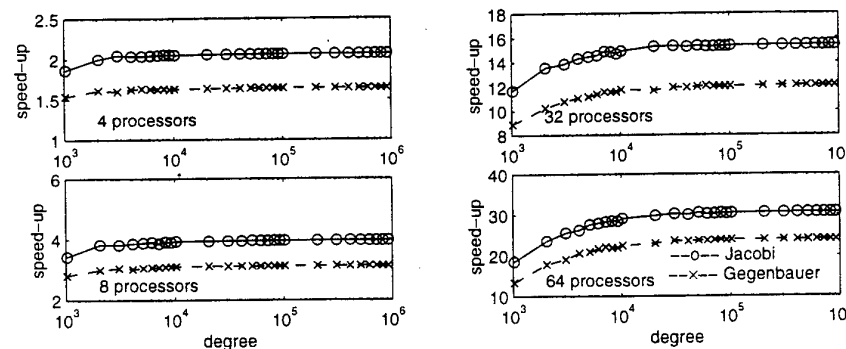 2.5
2
1.5
1
speed-up
4 processors
10^3
10^4
10^5
10^6
18
16
14
12
10
8
speed-up
32 processors
10^3
10^4
10^5
10
6
4
2
speed-up
8 processors
10^3
10^4
10^5
10^6
degree
40
30
20
10
speed-up
Jacobi
Gegenbauer
64 processors
10^3
10^4
10^5
10
degree